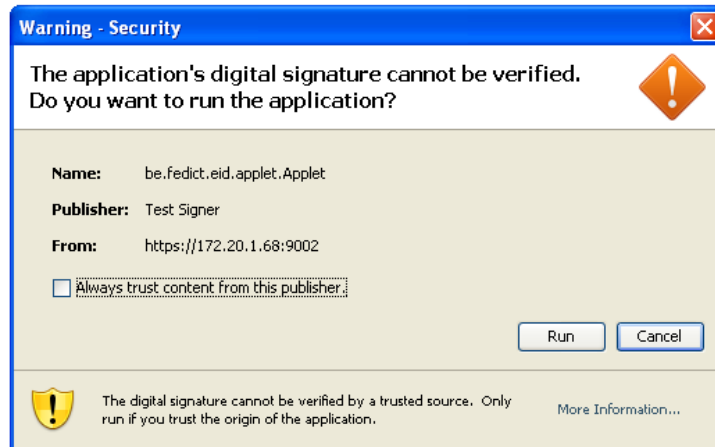 Warning - Security
The application's digital signature cannot be verified.
Do you want to run the application?
Name: be.fedict.eid.applet.Applet
Publisher: Test Signer
From: https://172.20.1.68:9002
Always trust content from this publisher.
Run Cancel
The digital signature cannot be verified by a trusted source. Only
run if you trust the origin of the application.
More Information...